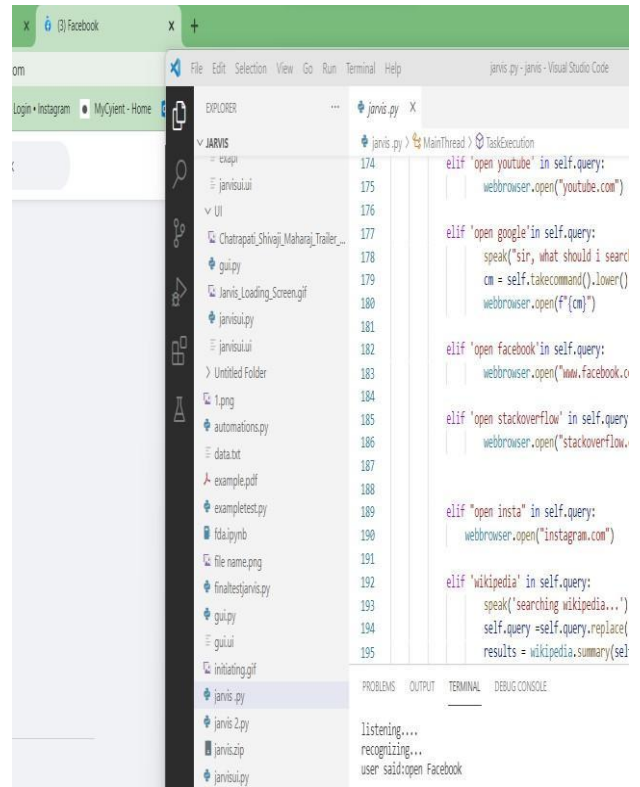 (3) Facebook
om
Login • Instagram
MyCyient - Home
File Edit Selection View Go Run Terminal Help
jarvis .py - jarvis - Visual Studio Code
EXPLORER
JARVIS
exapi
jarvisui.ui
UI
Chatrapati_Shivaji_Maharaj_Trailer_...
gui.py
Jarvis_Loading_Screen.gif
jarvisui.py
jarvisui.ui
Untitled Folder
1.png
automations.py
data.txt
example.pdf
exampletest.py
fda.ipynb
file name.png
finaltestjarvis.py
gui.py
gui.ui
initiating.gif
jarvis .py
jarvis 2.py
jarvis.zip
jarvisui.py
jarvis .py
jarvis .py > MainThread > TaskExecution
174 elif 'open youtube' in self.query:
175 webbrowser.open("youtube.com")
176
177 elif 'open google'in self.query:
178 speak("sir, what should i search
179 cm = self.takecommand().lower()
180 webbrowser.open(f"{cm}")
181
182 elif 'open facebook'in self.query:
183 webbrowser.open("www.facebook.co
184
185 elif 'open stackoverflow' in self.query
186 webbrowser.open("stackoverflow.
187
188
189 elif "open insta" in self.query:
190 webbrowser.open("instagram.com")
191
192 elif 'wikipedia' in self.query:
193 speak('searching wikipedia...')
194 self.query =self.query.replace(
195 results = wikipedia.summary(sel
PROBLEMS OUTPUT TERMINAL DEBUG CONSOLE
listening....
recognizing...
user said:open Facebook